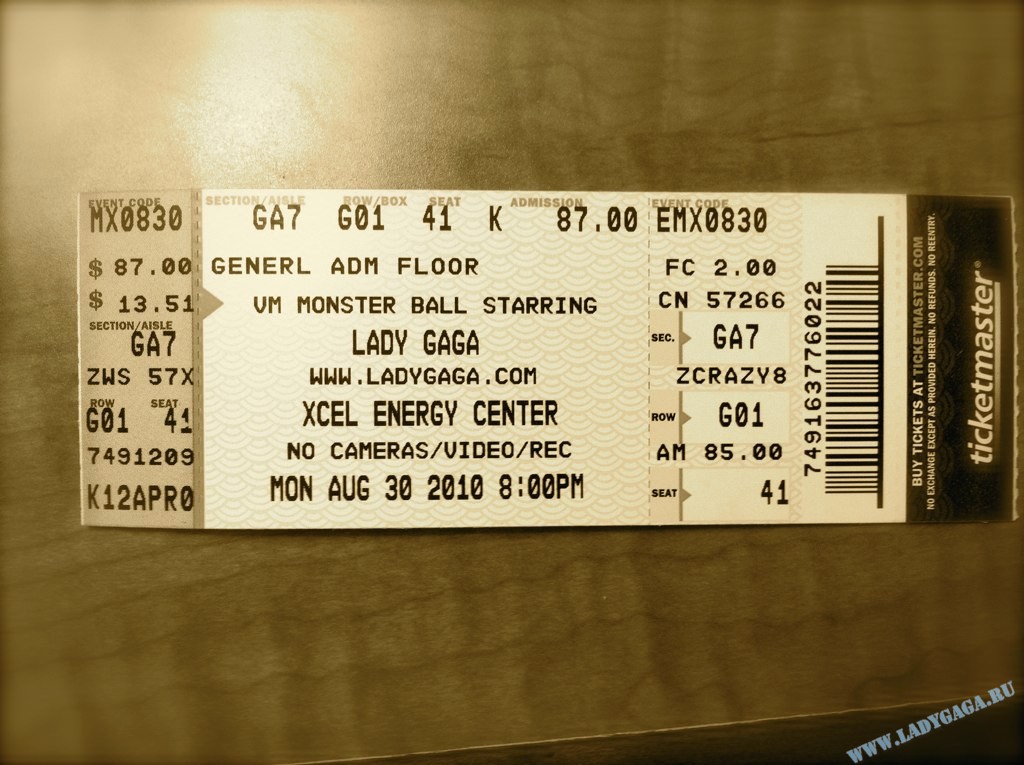 EVENT CODE
MX0830
$ 87.00
$ 13.51
SECTION/AISLE
GA7
ZWS 57X
ROW SEAT
G01 41
7491209
K12APR0
SECTION/AISLE ROW/BOX SEAT ADMISSION
GA7 G01 41 K 87.00
GENERL ADM FLOOR
VM MONSTER BALL STARRING
LADY GAGA
WWW.LADYGAGA.COM
XCEL ENERGY CENTER
NO CAMERAS/VIDEO/REC
MON AUG 30 2010 8:00PM
EVENT CODE
EMX0830
FC 2.00
CN 57266
SEC. GA7
ZCRAZY8
ROW G01
AM 85.00
SEAT 41
749163776022
BUY TICKETS AT TICKETMASTER.COM
NO EXCHANGE EXCEPT AS PROVIDED HEREIN. NO REFUNDS. NO REENTRY.
ticketmaster®
WWW.LADYGAGA.RU